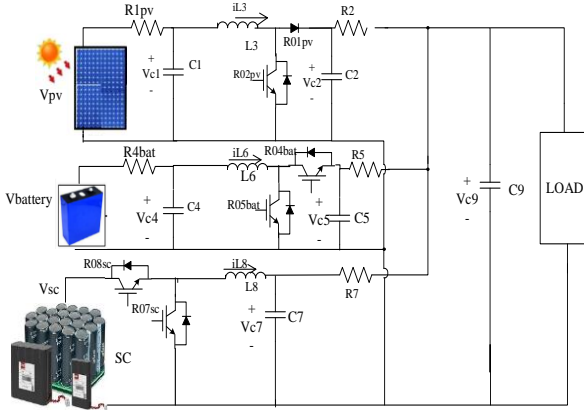 R1pv
iL3
L3
R01pv
R2
+
Vc1
-
C1
R02pv
+
Vc2
-
C2
Vpv
R4bat
iL6
L6
R04bat
R5
Vbattery
+
Vc4
-
C4
R05bat
+
Vc5
-
C5
+
Vc9
-
C9
LOAD
R08sc
iL8
L8
R7
Vsc
R07sc
+
Vc7
-
C7
SC